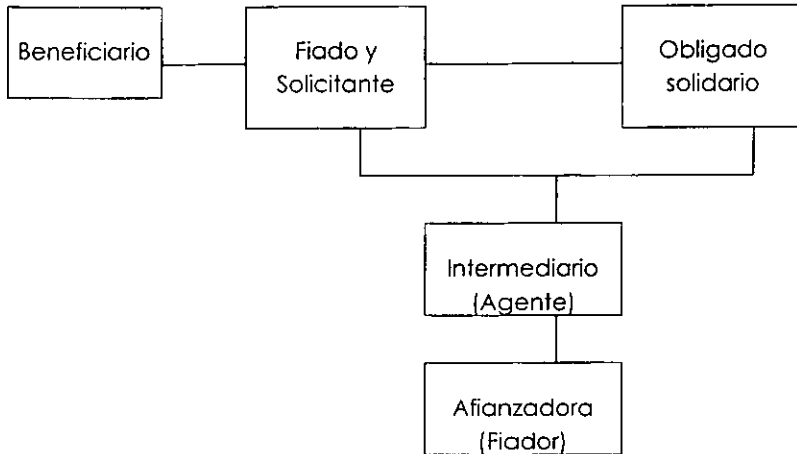 Beneficiario
Fiado y
Solicitante
Obligado
solidario
Intermediario
(Agente)
Afianzadora
(Fiador)